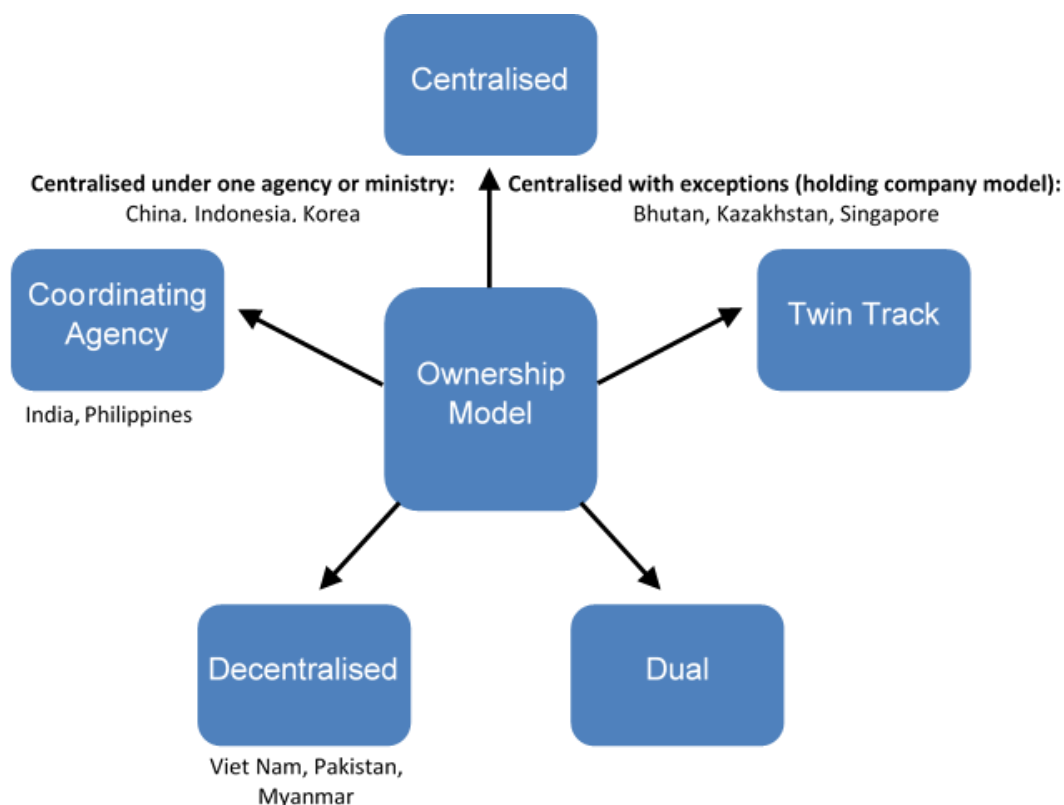 Centralised
Centralised under one agency or ministry:
China, Indonesia, Korea
Centralised with exceptions (holding company model):
Bhutan, Kazakhstan, Singapore
Coordinating
Agency
India, Philippines
Ownership
Model
Twin Track
Decentralised
Viet Nam, Pakistan,
Myanmar
Dual